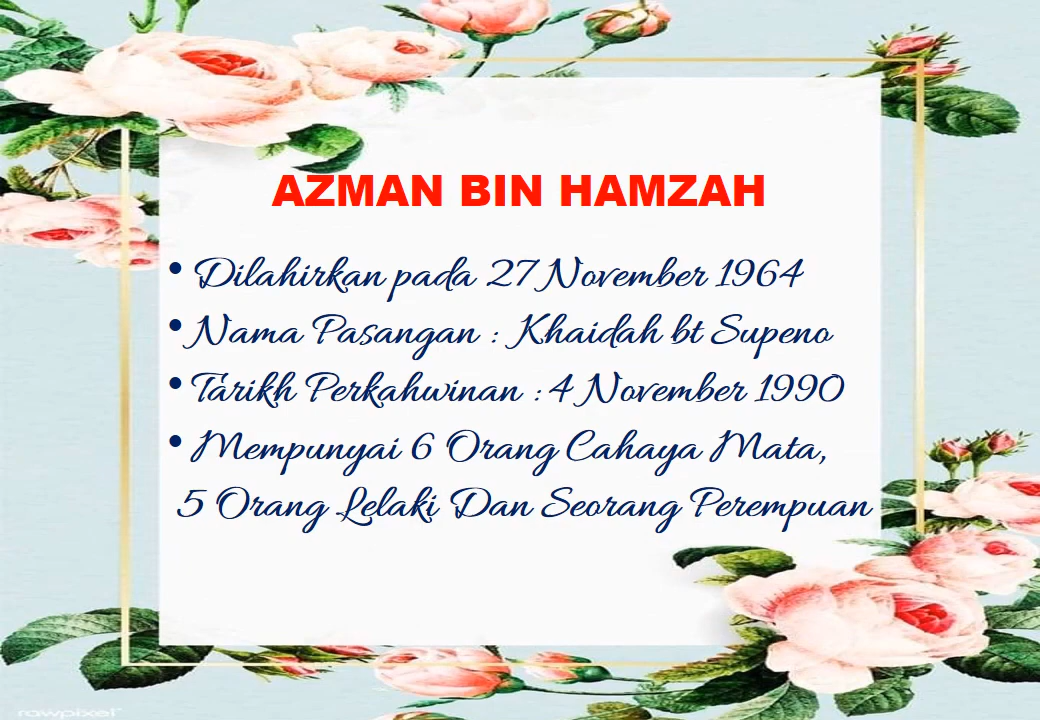 AZMAN BIN HAMZAH
• Dilahirkan pada 27 November 1964
• Nama Pasangan : Khaidah bt Supeno
• Tarikh Perkahwinan : 4 November 1990
• Mempunyai 6 Orang Cahaya Mata,
5 Orang Lelaki Dan Seorang Perempuan
rawpixel